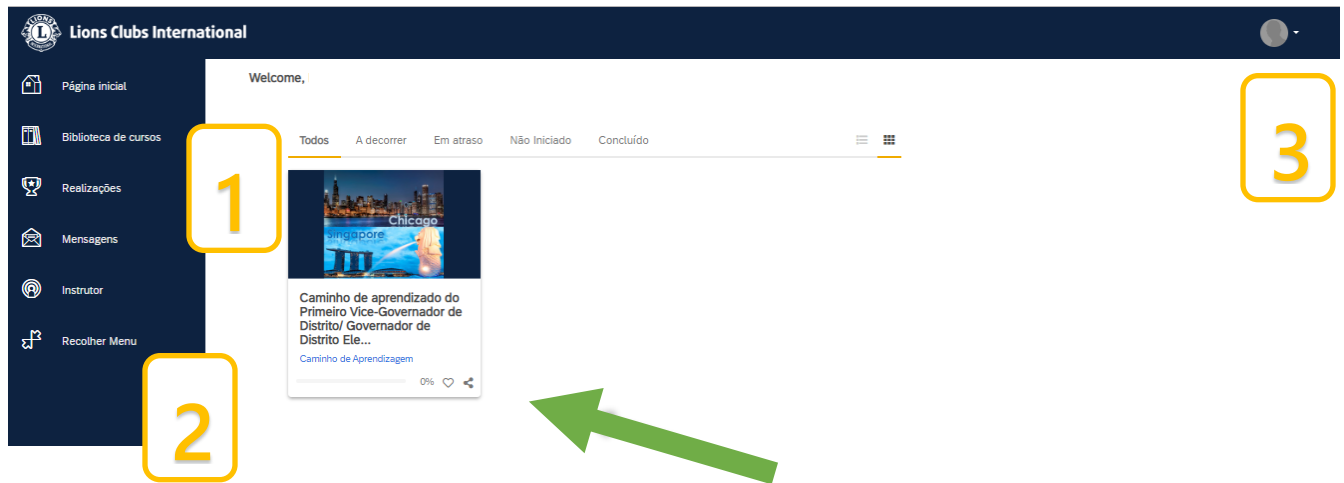 Lions Clubs International
Página inicial
Biblioteca de cursos
Realizações
Mensagens
Instrutor
Recolher Menu
Welcome,
Todos A decorrer Em atraso Não Iniciado Concluído
1
2
3
Chicago
Singapore
Caminho de aprendizado do
Primeiro Vice-Governador de
Distrito/ Governador de
Distrito Ele...
Caminho de Aprendizagem
0%